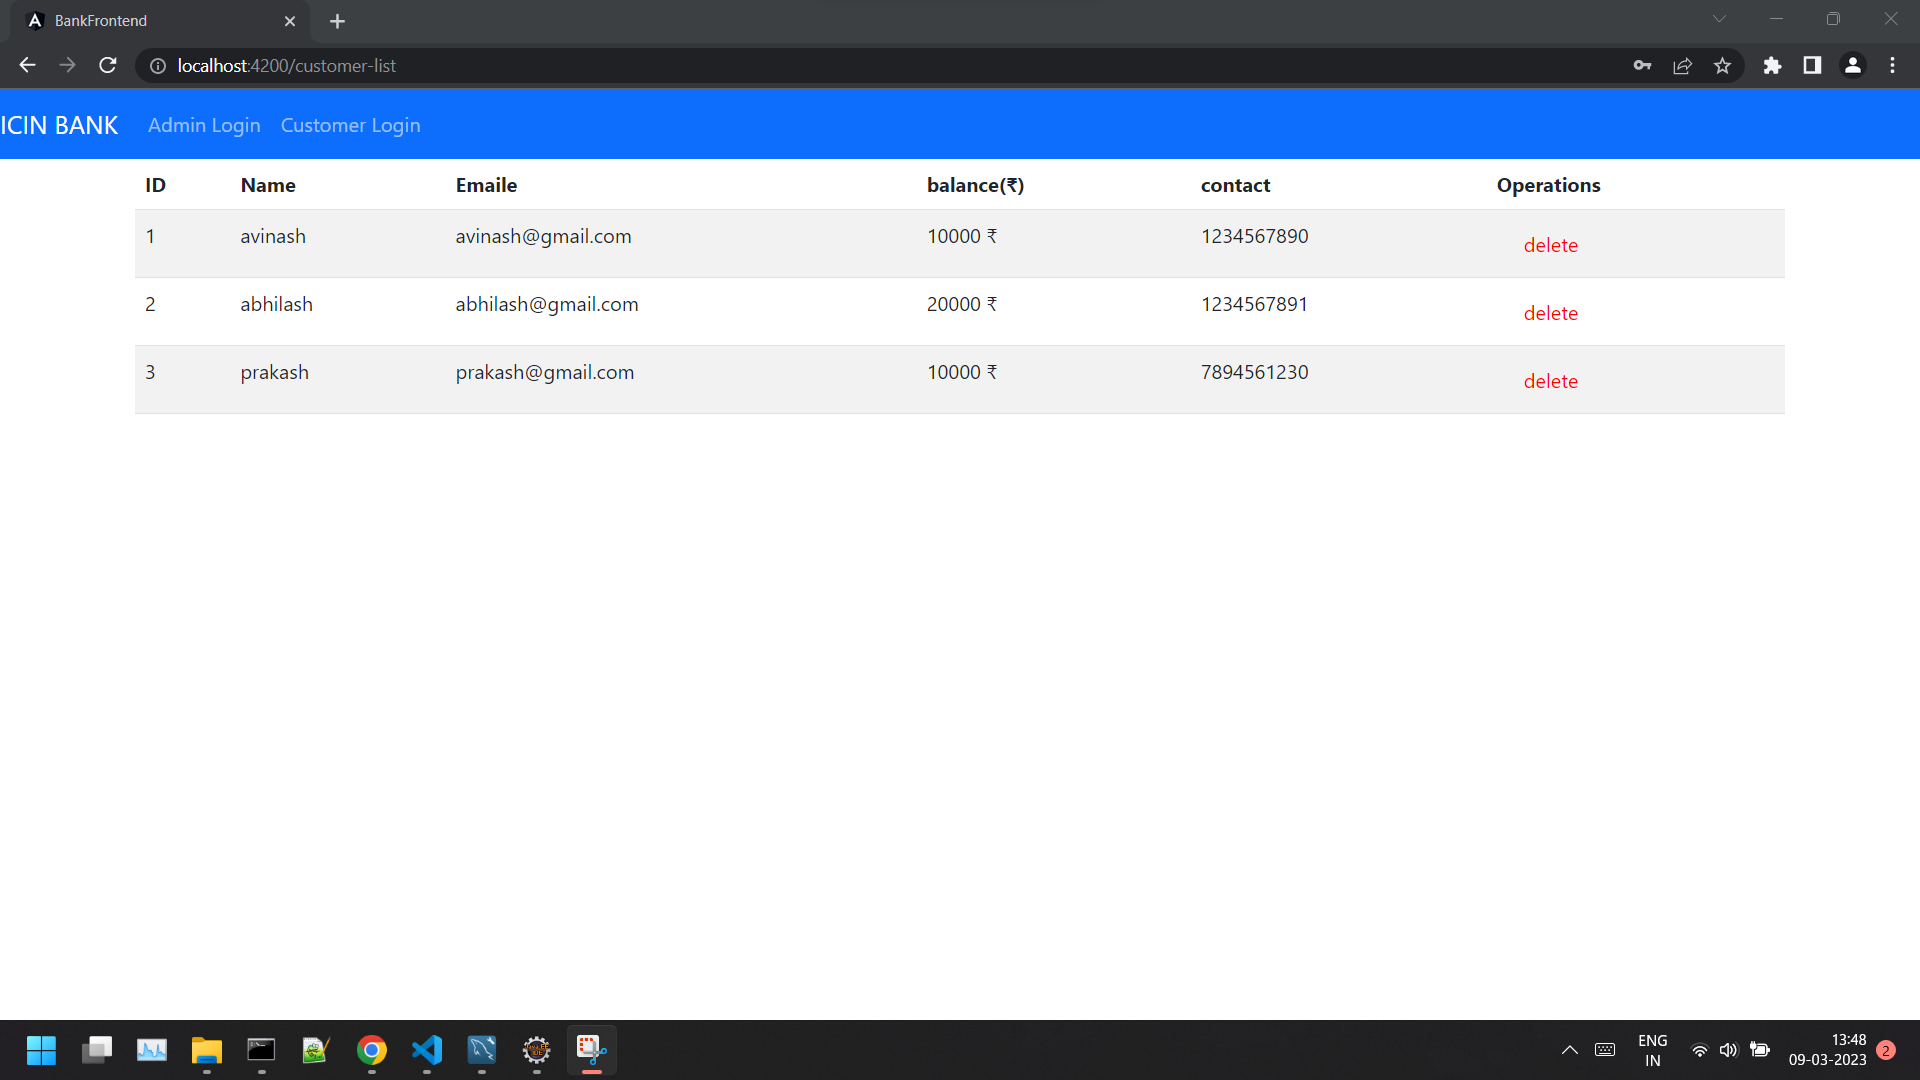 BankFrontend
localhost:4200/customer-list
ICIN BANK Admin Login Customer Login
ID Name Emaile balance(₹) contact Operations
1 avinash avinash@gmail.com 10000 ₹ 1234567890 delete
2 abhilash abhilash@gmail.com 20000 ₹ 1234567891 delete
3 prakash prakash@gmail.com 10000 ₹ 7894561230 delete
ENG 13:48
IN 09-03-2023 2